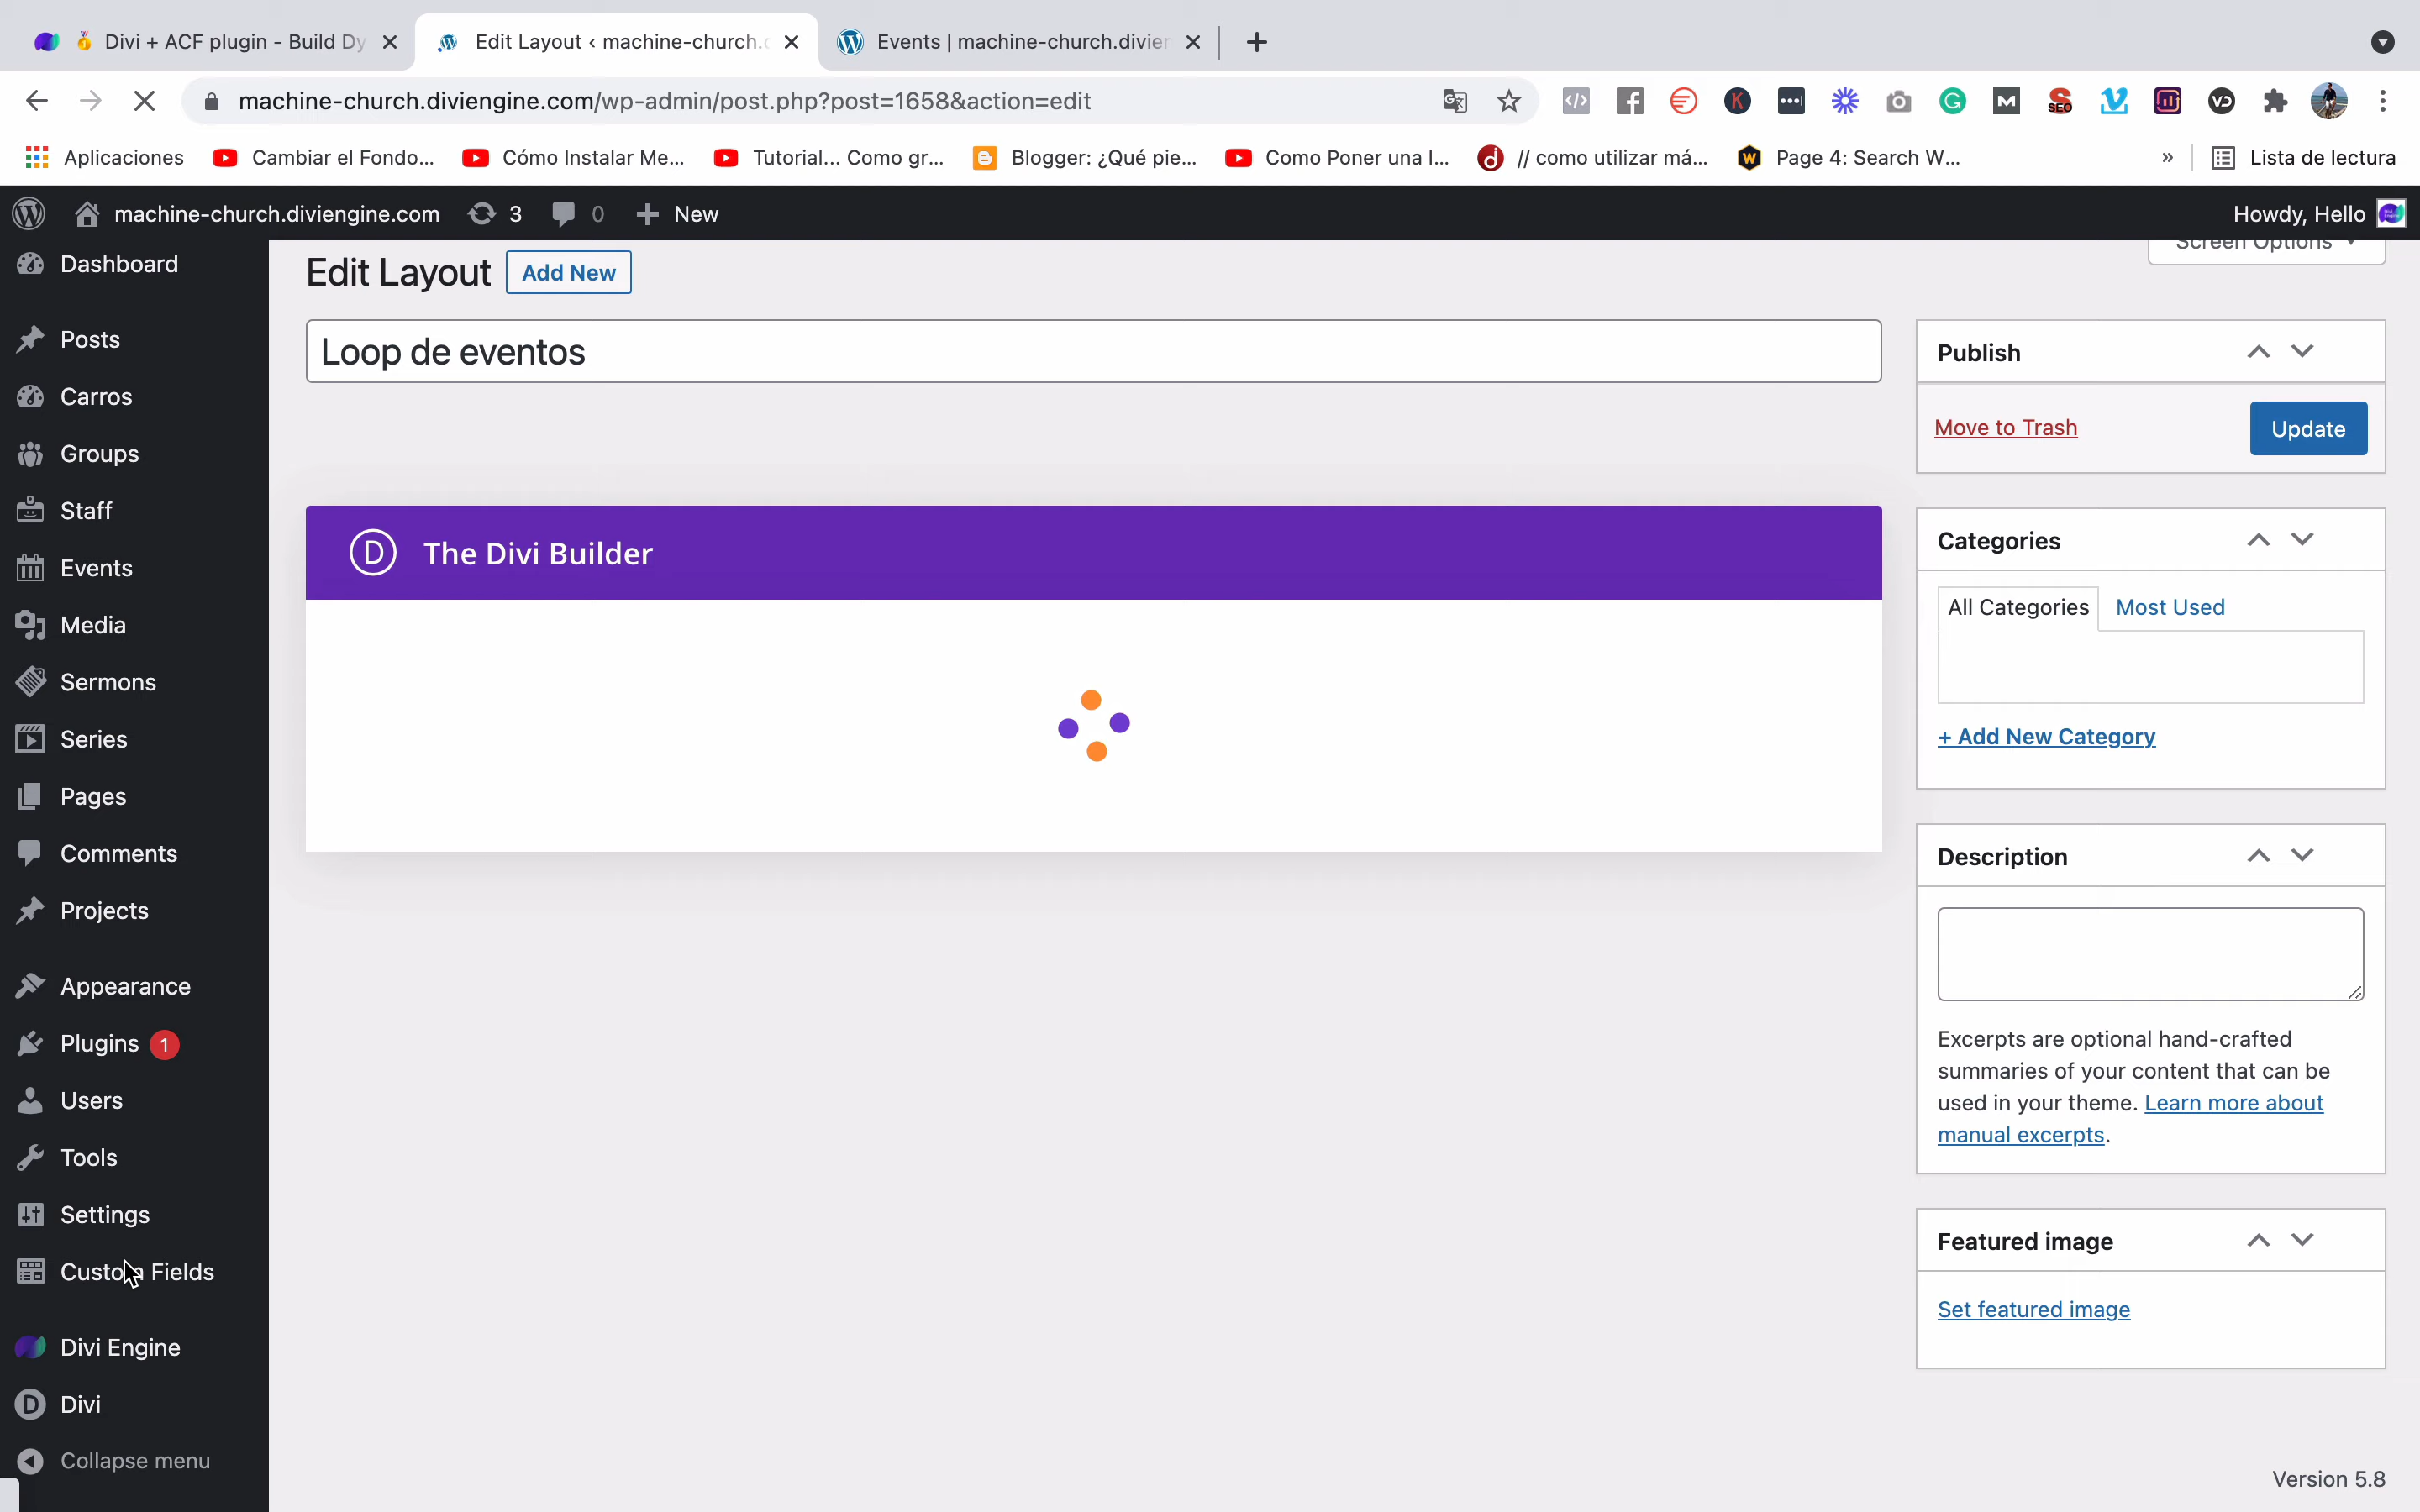 Divi + ACF plugin - Build Dy
Edit Layout ‹ machine-church.
Events | machine-church.divie
machine-church.diviengine.com/wp-admin/post.php?post=1658&action=edit
SEO
Aplicaciones
Cambiar el Fondo...
Cómo Instalar Me...
Tutorial... Como gr...
Blogger: ¿Qué pie...
Como Poner una I...
// como utilizar má...
Page 4: Search W...
»
Lista de lectura
machine-church.diviengine.com
3
0
New
Howdy, Hello
Screen Options
Dashboard
Posts
Carros
Groups
Staff
Events
Media
Sermons
Series
Pages
Comments
Projects
Appearance
Plugins 1
Users
Tools
Settings
Custom Fields
Divi Engine
Divi
Collapse menu
Edit Layout
Add New
Loop de eventos
D The Divi Builder
Publish
Move to Trash
Update
Categories
All Categories
Most Used
+ Add New Category
Description
Excerpts are optional hand-crafted
summaries of your content that can be
used in your theme. Learn more about
manual excerpts.
Featured image
Set featured image
Version 5.8